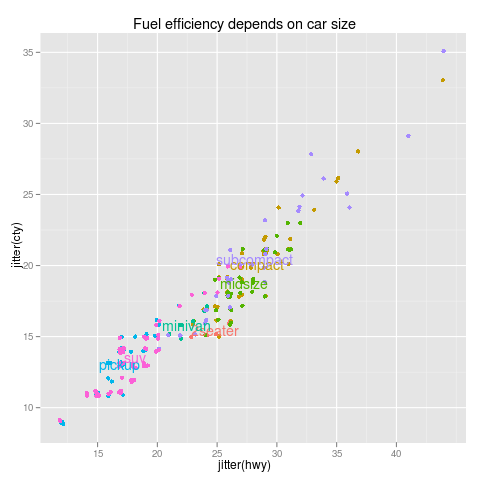 Fuel efficiency depends on car size
jitter(cty)
35
30
25
20
15
10
subcompact
compact
midsize
minivan
suv
pickup
15
20
25
30
35
40
jitter(hwy)